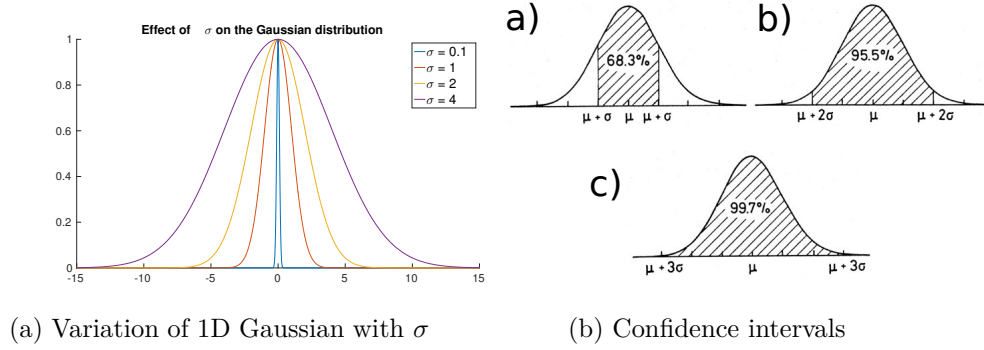 Effect of σ on the Gaussian distribution
1
0.8
0.6
0.4
0.2
0
-15
-10
-5
0
5
10
15
σ = 0.1
σ = 1
σ = 2
σ = 4
(a) Variation of 1D Gaussian with σ
a)
68.3%
μ + σ
μ
μ + σ
b)
95.5%
μ + 2σ
μ
μ + 2σ
c)
99.7%
μ + 3σ
μ
μ + 3σ
(b) Confidence intervals